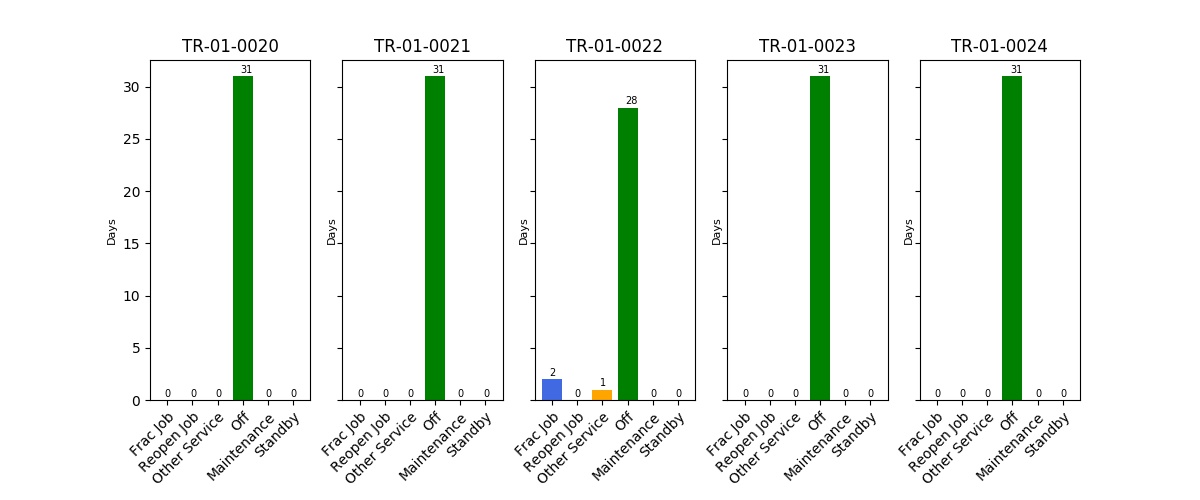 TR-01-0020
TR-01-0021
TR-01-0022
TR-01-0023
TR-01-0024
Days
30
25
20
15
10
5
0
0 0 0 31 0 0
Frac Job
Reopen Job
Other Service
Off
Maintenance
Standby
Days
0 0 0 31 0 0
Frac Job
Reopen Job
Other Service
Off
Maintenance
Standby
Days
2 0 1 28 0 0
Frac Job
Reopen Job
Other Service
Off
Maintenance
Standby
Days
0 0 0 31 0 0
Frac Job
Reopen Job
Other Service
Off
Maintenance
Standby
Days
0 0 0 31 0 0
Frac Job
Reopen Job
Other Service
Off
Maintenance
Standby